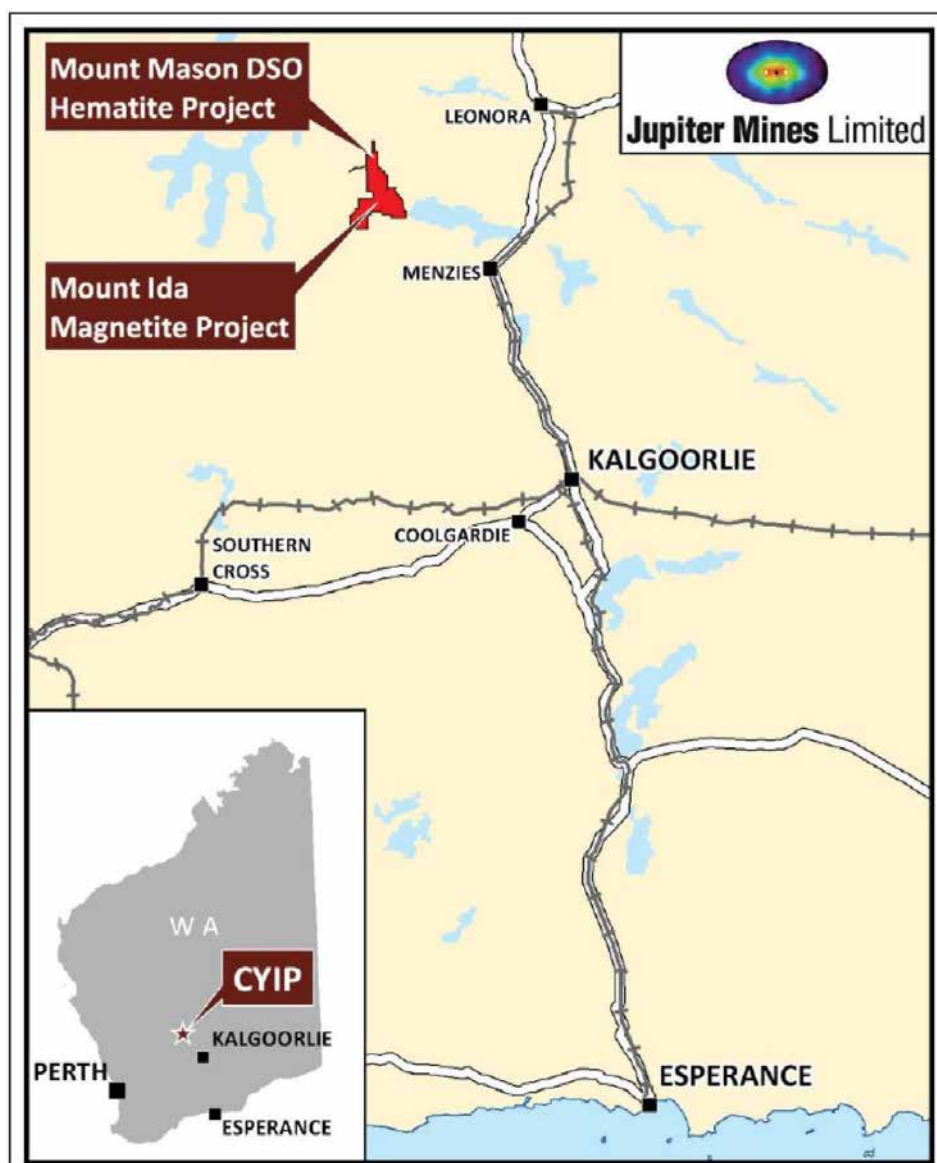 Mount Mason DSO
Hematite Project
Jupiter Mines Limited
LEONORA
Mount Ida
Magnetite Project
MENZIES
KALGOORLIE
COOLGARDIE
SOUTHERN
CROSS
W A
CYIP
KALGOORLIE
PERTH
ESPERANCE
ESPERANCE